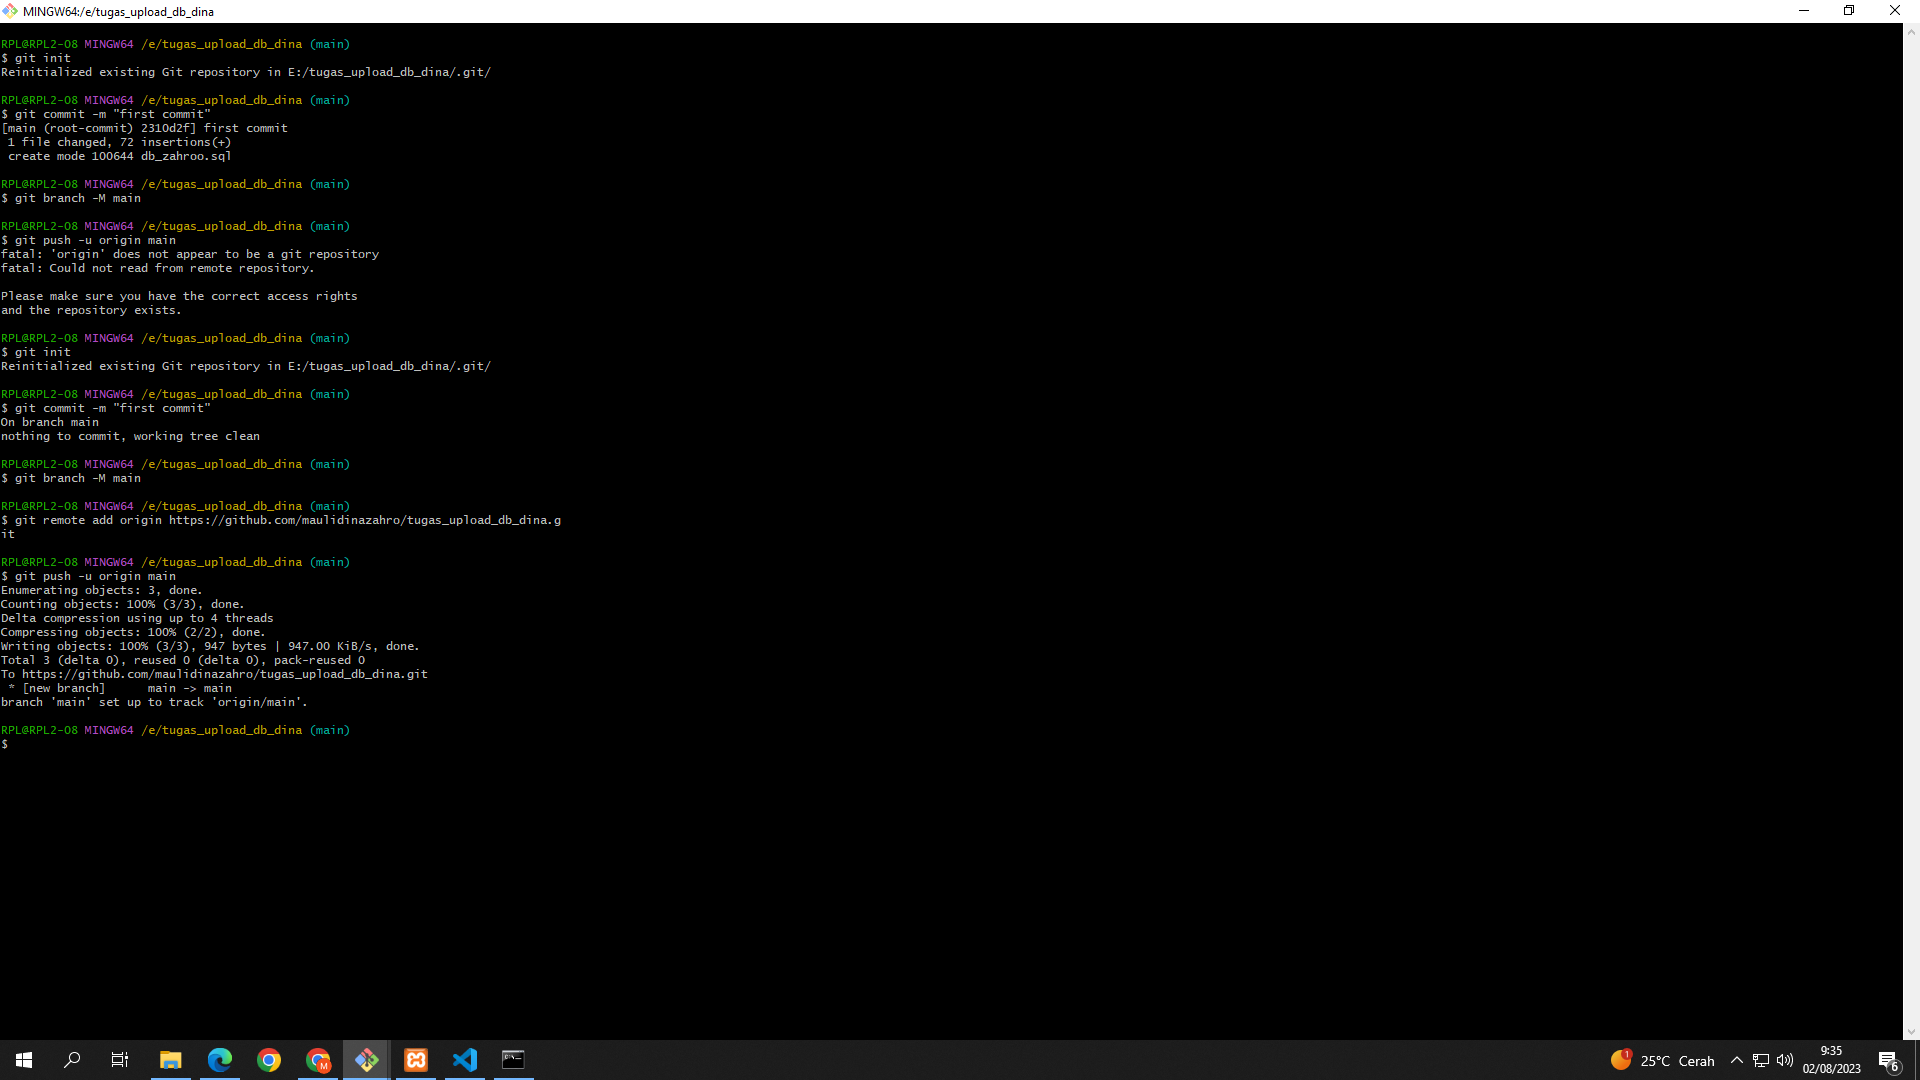 MINGW64:/e/tugas_upload_db_dina
RPL@RPL2-08 MINGW64 /e/tugas_upload_db_dina (main)
$ git init
Reinitialized existing Git repository in E:/tugas_upload_db_dina/.git/
RPL@RPL2-08 MINGW64 /e/tugas_upload_db_dina (main)
$ git commit -m "first commit"
[main (root-commit) 2310d2f] first commit
1 file changed, 72 insertions(+)
create mode 100644 db_zahroo.sql
RPL@RPL2-08 MINGW64 /e/tugas_upload_db_dina (main)
$ git branch -M main
RPL@RPL2-08 MINGW64 /e/tugas_upload_db_dina (main)
$ git push -u origin main
fatal: 'origin' does not appear to be a git repository
fatal: Could not read from remote repository.
Please make sure you have the correct access rights
and the repository exists.
RPL@RPL2-08 MINGW64 /e/tugas_upload_db_dina (main)
$ git init
Reinitialized existing Git repository in E:/tugas_upload_db_dina/.git/
RPL@RPL2-08 MINGW64 /e/tugas_upload_db_dina (main)
$ git commit -m "first commit"
On branch main
nothing to commit, working tree clean
RPL@RPL2-08 MINGW64 /e/tugas_upload_db_dina (main)
$ git branch -M main
RPL@RPL2-08 MINGW64 /e/tugas_upload_db_dina (main)
$ git remote add origin https://github.com/maulidinazahro/tugas_upload_db_dina.g
it
RPL@RPL2-08 MINGW64 /e/tugas_upload_db_dina (main)
$ git push -u origin main
Enumerating objects: 3, done.
Counting objects: 100% (3/3), done.
Delta compression using up to 4 threads
Compressing objects: 100% (2/2), done.
Writing objects: 100% (3/3), 947 bytes | 947.00 KiB/s, done.
Total 3 (delta 0), reused 0 (delta 0), pack-reused 0
To https://github.com/maulidinazahro/tugas_upload_db_dina.git
* [new branch]      main -> main
branch 'main' set up to track 'origin/main'.
RPL@RPL2-08 MINGW64 /e/tugas_upload_db_dina (main)
$
M
1
25°C Cerah
9:35
02/08/2023
6